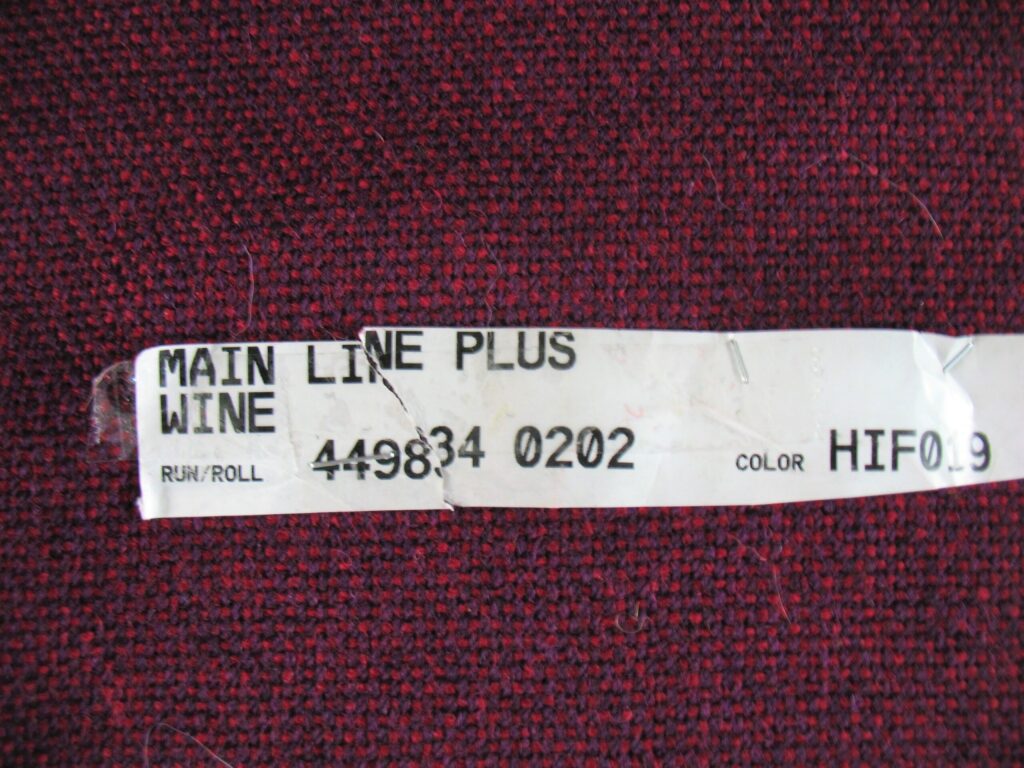 MAIN LINE PLUS
WINE
RUN/ROLL 449834 0202 COLOR HIF019